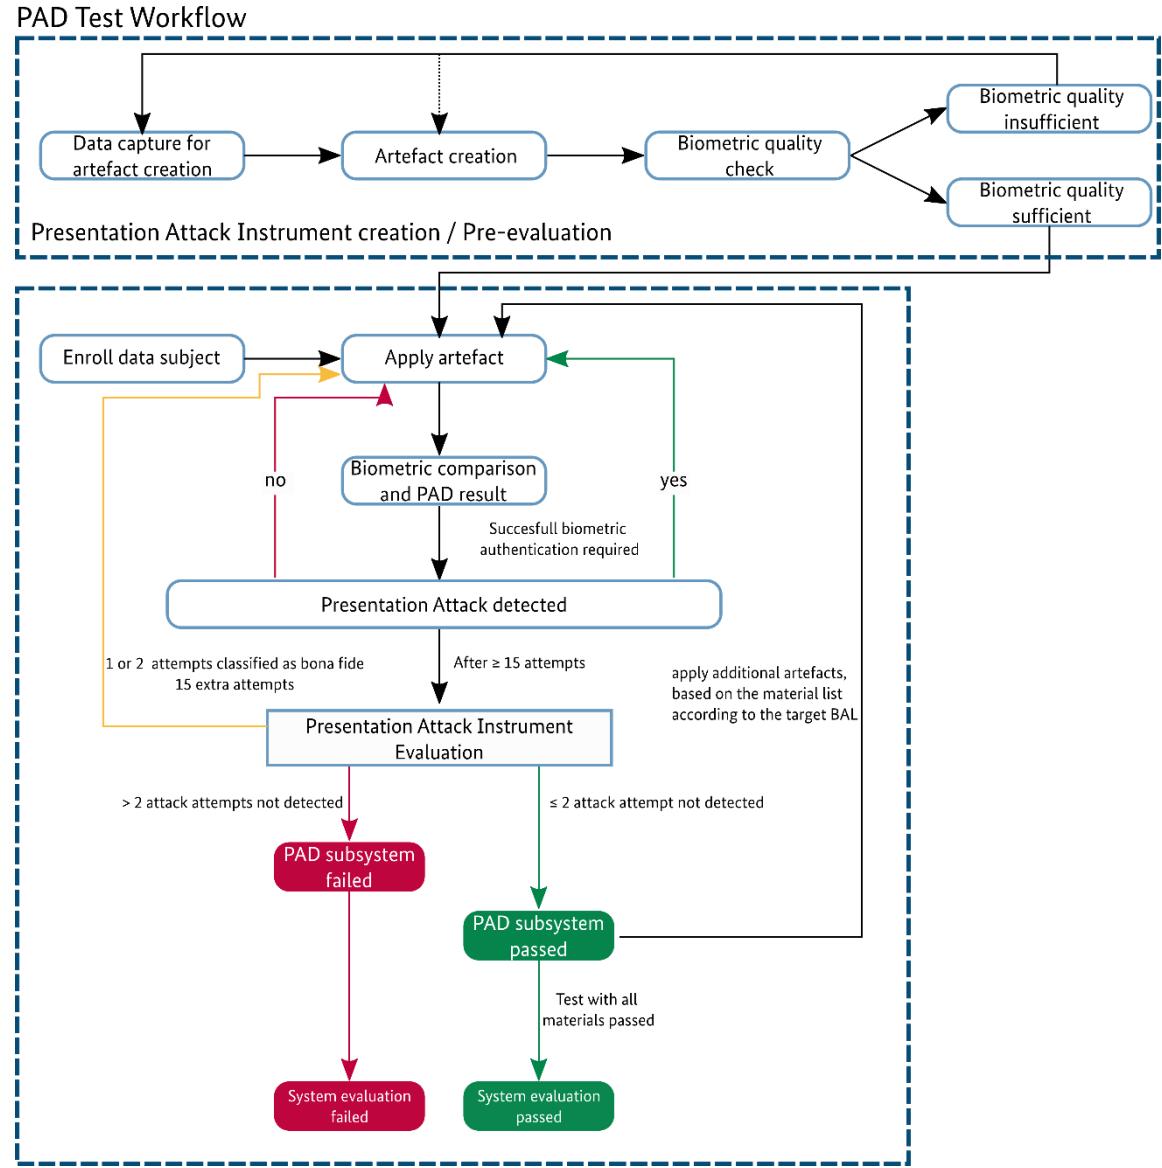 PAD Test Workflow
Data capture for
artefact creation
Artefact creation
Biometric quality
check
Biometric quality
insufficient
Biometric quality
sufficient
Presentation Attack Instrument creation / Pre-evaluation
Enroll data subject
Apply artefact
no
Biometric comparison
and PAD result
yes
Succesfull biometric
authentication required
Presentation Attack detected
1 or 2 attempts classified as bona fide
15 extra attempts
After ≥ 15 attempts
apply additional artefacts,
based on the material list
according to the target BAL
Presentation Attack Instrument
Evaluation
> 2 attack attempts not detected
≤ 2 attack attempt not detected
PAD subsystem
failed
PAD subsystem
passed
Test with all
materials passed
System evaluation
failed
System evaluation
passed